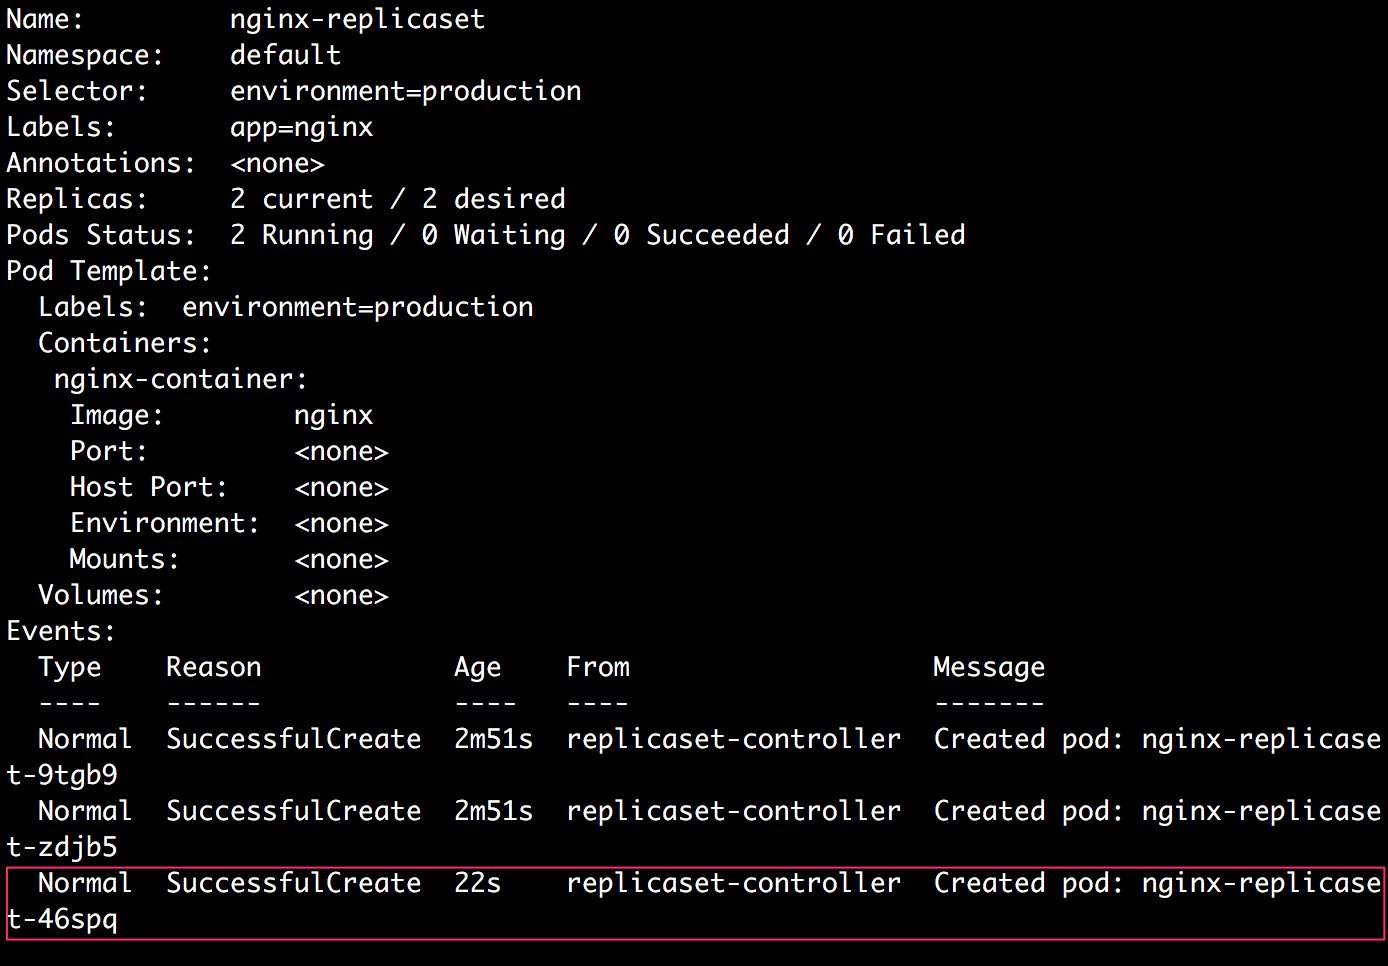 Name:         nginx-replicaset
Namespace:    default
Selector:     environment=production
Labels:       app=nginx
Annotations:  <none>
Replicas:     2 current / 2 desired
Pods Status:  2 Running / 0 Waiting / 0 Succeeded / 0 Failed
Pod Template:
  Labels:  environment=production
  Containers:
   nginx-container:
    Image:        nginx
    Port:         <none>
    Host Port:    <none>
    Environment:  <none>
    Mounts:       <none>
  Volumes:        <none>
Events:
  Type    Reason            Age    From                   Message
  ----    ------            ----   ----                   -------
  Normal  SuccessfulCreate  2m51s  replicaset-controller  Created pod: nginx-replicase
t-9tgb9
  Normal  SuccessfulCreate  2m51s  replicaset-controller  Created pod: nginx-replicase
t-zdjb5
  Normal  SuccessfulCreate  22s    replicaset-controller  Created pod: nginx-replicase
t-46spq